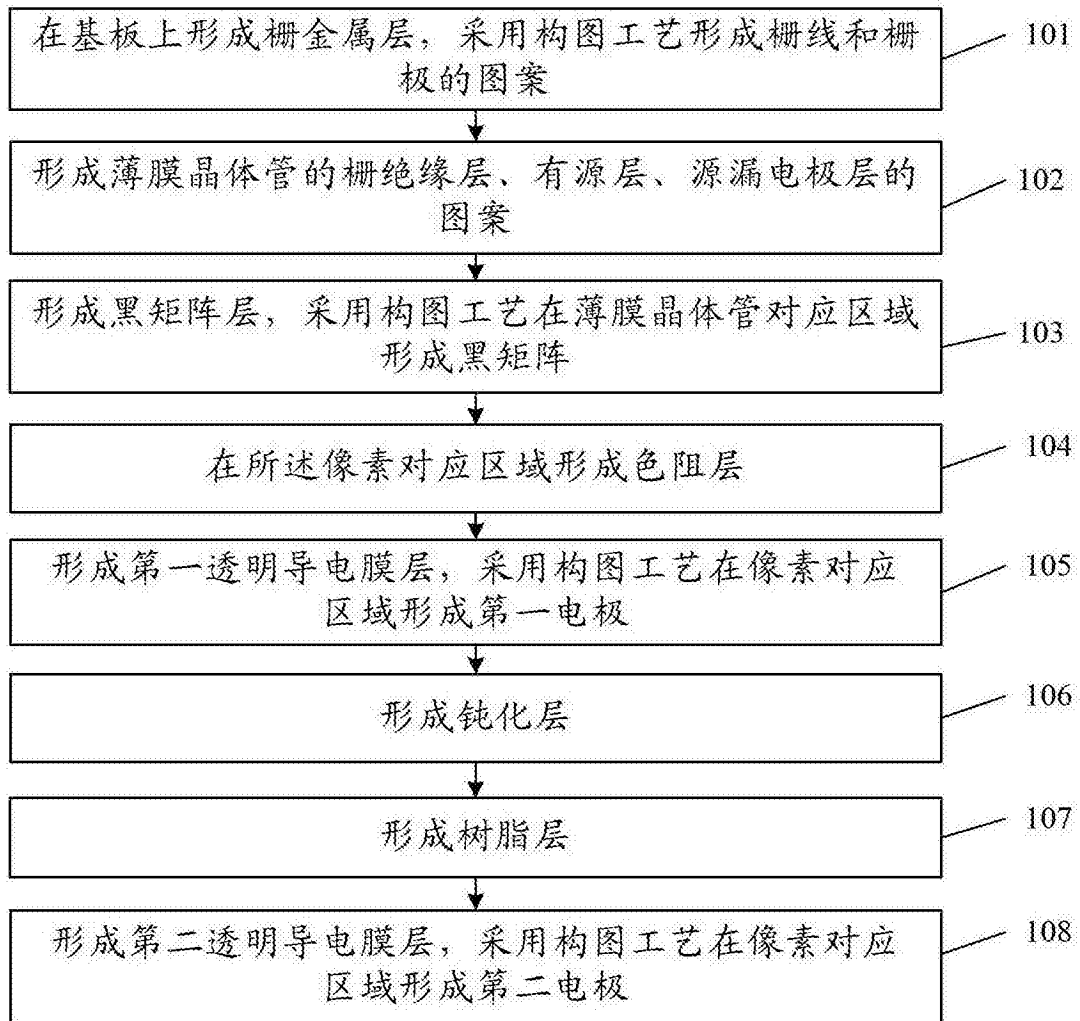 在基板上形成栅金属层，采用构图工艺形成栅线和栅
极的图案
101
形成薄膜晶体管的栅绝缘层、有源层、源漏电极层的
图案
102
形成黑矩阵层，采用构图工艺在薄膜晶体管对应区域
形成黑矩阵
103
在所述像素对应区域形成色阻层
104
形成第一透明导电膜层，采用构图工艺在像素对应
区域形成第一电极
105
形成钝化层
106
形成树脂层
107
形成第二透明导电膜层，采用构图工艺在像素对应
区域形成第二电极
108